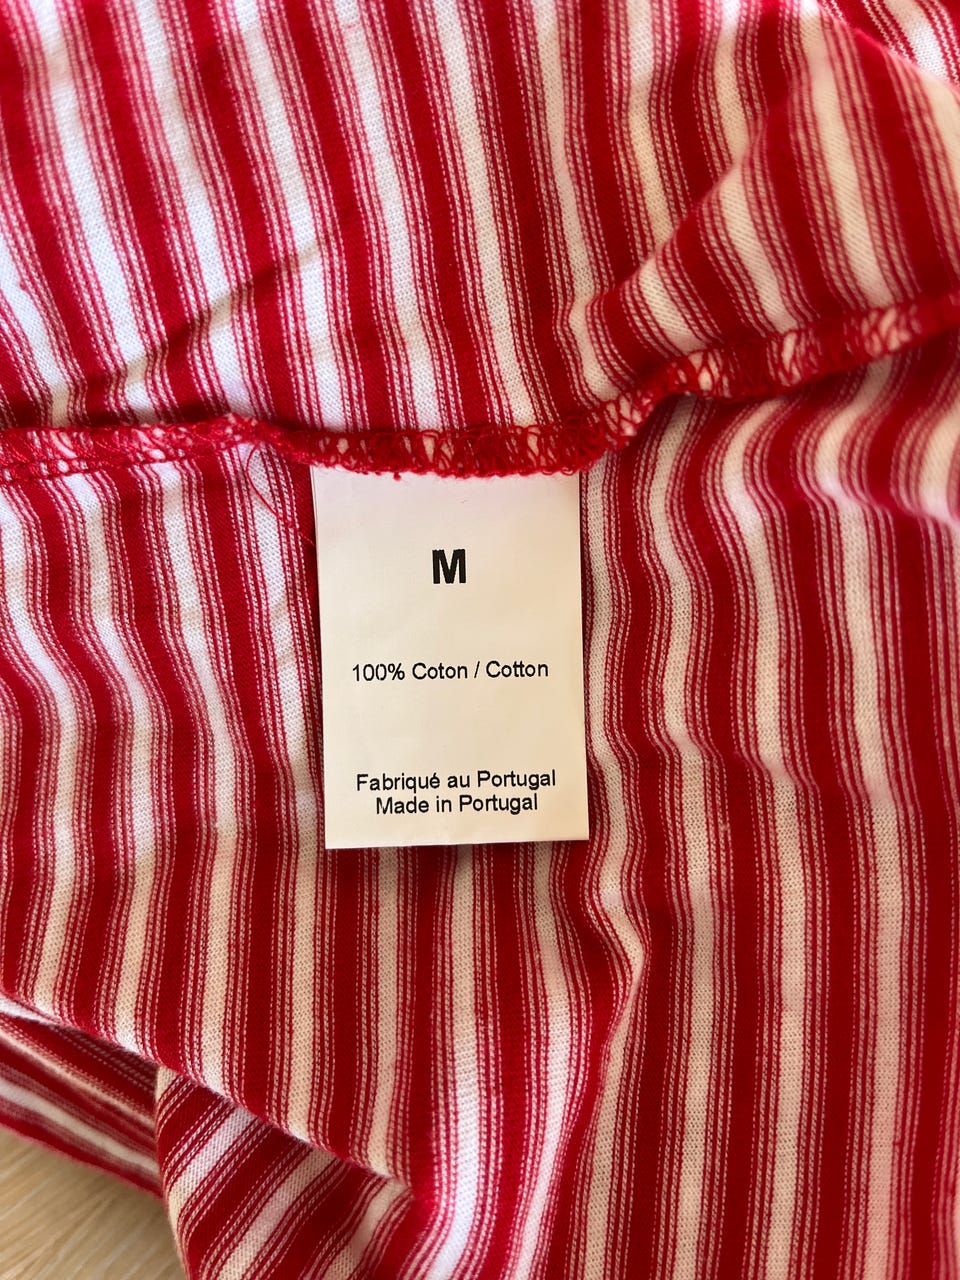 M
100% Coton / Cotton
Fabriqué au Portugal
Made in Portugal